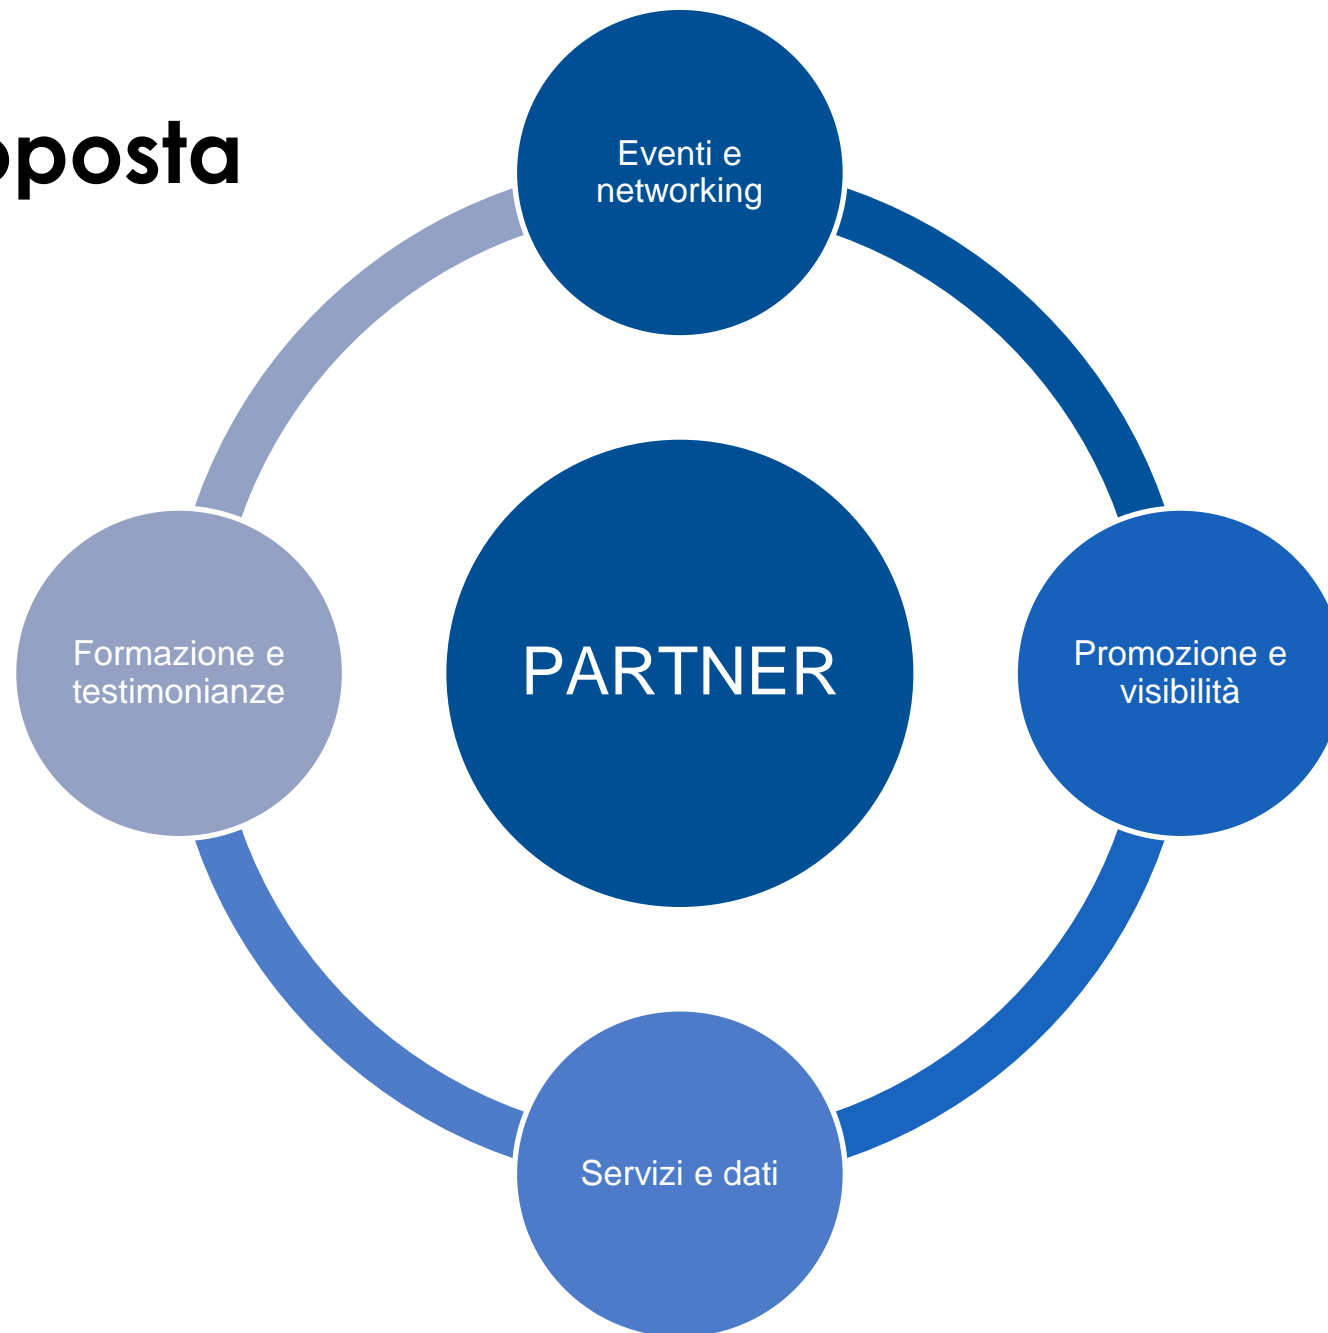 oposta
Eventi e
networking
Formazione e
testimonianze
PARTNER
Promozione e
visibilità
Servizi e dati